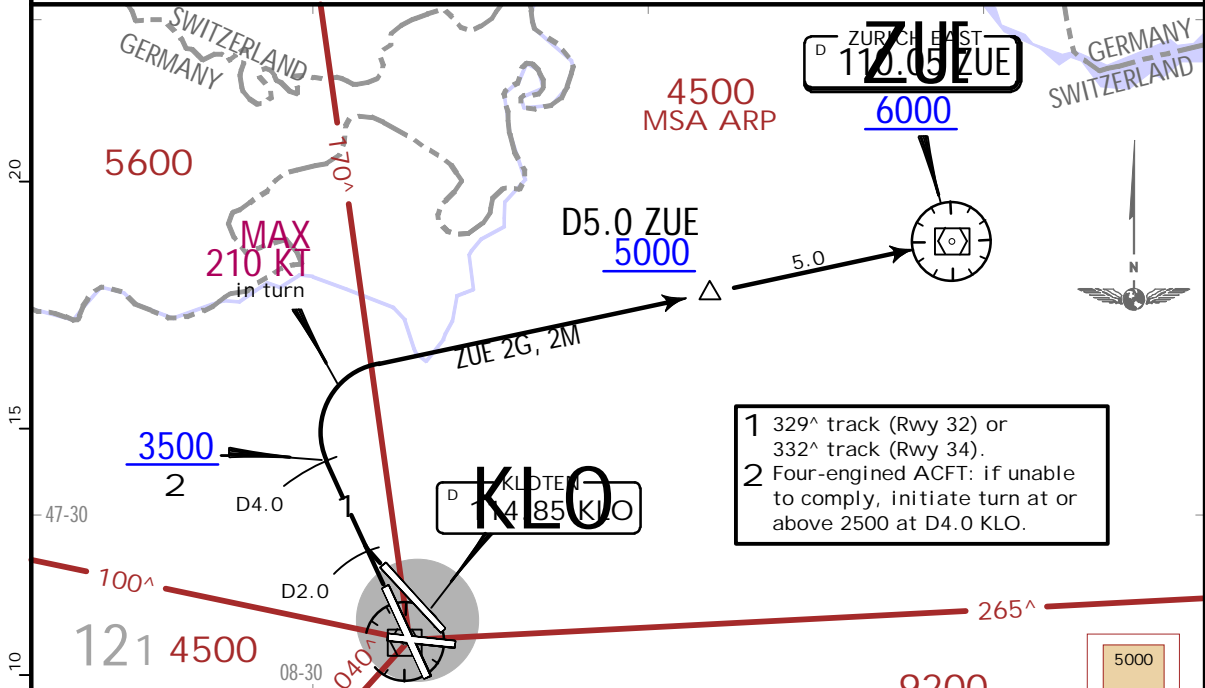 SWITZERLAND
GERMANY
ZURICH EAST
D 110.05 ZUE
ZUE
6000
GERMANY
SWITZERLAND
4500
MSA ARP
5600
170^
20
MAX
210 KT
in turn
D5.0 ZUE
5000
5.0
N
ZUE 2G, 2M
15
3500
2
D4.0
1
47-30
KLOTEN
D 114.85 KLO
KLO
1 329^ track (Rwy 32) or
332^ track (Rwy 34).
2 Four-engined ACFT: if unable
to comply, initiate turn at or
above 2500 at D4.0 KLO.
D2.0
100^
265^
121
4500
040^
08-30
10
9200
5000